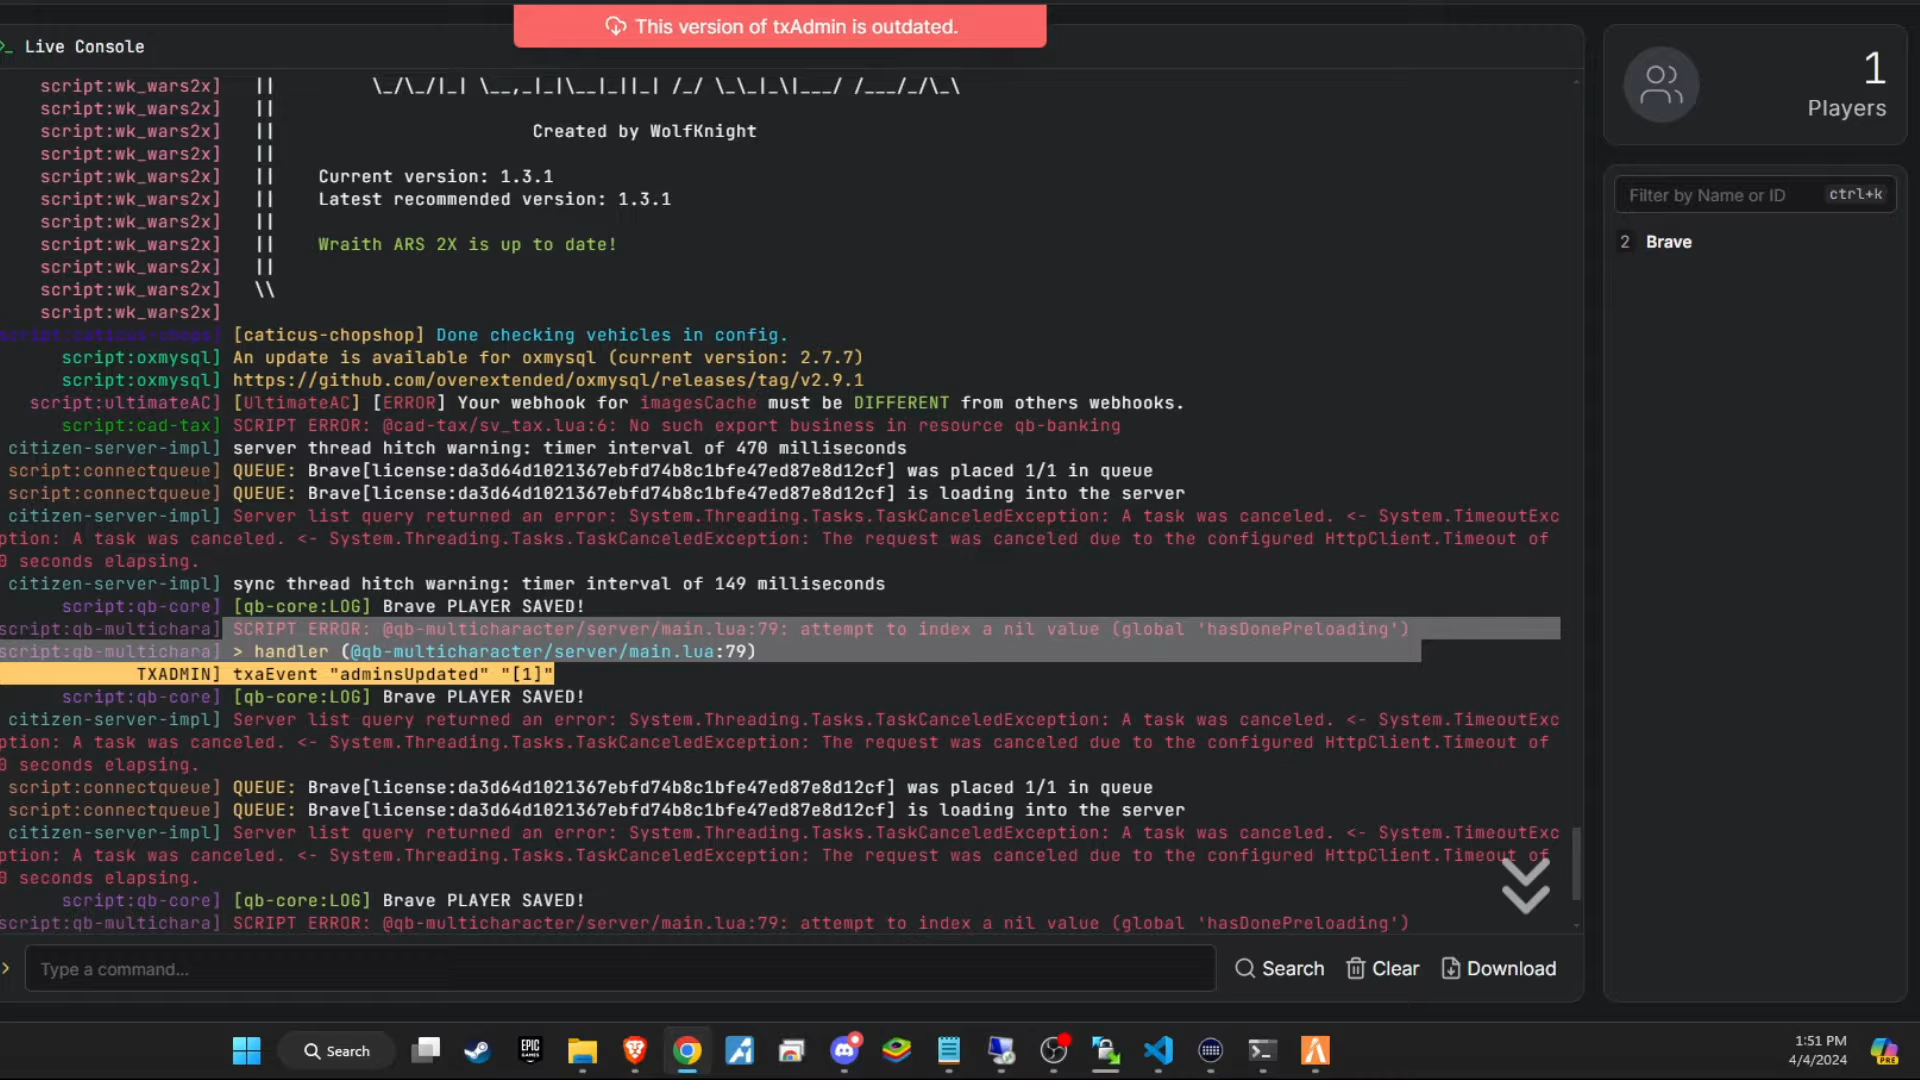 This version of txAdmin is outdated.
Live Console
script:wk_wars2x]   ||         \_/\_/|_| \__,_|_|\__|_||_| /_/ \_\_|_\|___/ /___/_/\_\
script:wk_wars2x]   ||
script:wk_wars2x]   ||                        Created by WolfKnight
script:wk_wars2x]   ||
script:wk_wars2x]   ||    Current version: 1.3.1
script:wk_wars2x]   ||    Latest recommended version: 1.3.1
script:wk_wars2x]   ||
script:wk_wars2x]   ||    Wraith ARS 2X is up to date!
script:wk_wars2x]   ||
script:wk_wars2x]   \\
script:wk_wars2x]
script:caticus-chops] [caticus-chopshop] Done checking vehicles in config.
script:oxmysql] An update is available for oxmysql (current version: 2.7.7)
script:oxmysql] https://github.com/overextended/oxmysql/releases/tag/v2.9.1
script:ultimateAC] [UltimateAC] [ERROR] Your webhook for imagesCache must be DIFFERENT from others webhooks.
script:cad-tax] SCRIPT ERROR: @cad-tax/sv_tax.lua:6: No such export business in resource qb-banking
citizen-server-impl] server thread hitch warning: timer interval of 470 milliseconds
script:connectqueue] QUEUE: Brave[license:da3d64d1021367ebfd74b8c1bfe47ed87e8d12cf] was placed 1/1 in queue
script:connectqueue] QUEUE: Brave[license:da3d64d1021367ebfd74b8c1bfe47ed87e8d12cf] is loading into the server
citizen-server-impl] Server list query returned an error: System.Threading.Tasks.TaskCanceledException: A task was canceled. <- System.TimeoutExc
ption: A task was canceled. <- System.Threading.Tasks.TaskCanceledException: The request was canceled due to the configured HttpClient.Timeout of
0 seconds elapsing.
citizen-server-impl] sync thread hitch warning: timer interval of 149 milliseconds
script:qb-core] [qb-core:LOG] Brave PLAYER SAVED!
script:qb-multichara] SCRIPT ERROR: @qb-multicharacter/server/main.lua:79: attempt to index a nil value (global 'hasDonePreloading')
script:qb-multichara] > handler (@qb-multicharacter/server/main.lua:79)
TXADMIN] txaEvent "adminsUpdated" "[1]"
script:qb-core] [qb-core:LOG] Brave PLAYER SAVED!
citizen-server-impl] Server list query returned an error: System.Threading.Tasks.TaskCanceledException: A task was canceled. <- System.TimeoutExc
ption: A task was canceled. <- System.Threading.Tasks.TaskCanceledException: The request was canceled due to the configured HttpClient.Timeout of
0 seconds elapsing.
script:connectqueue] QUEUE: Brave[license:da3d64d1021367ebfd74b8c1bfe47ed87e8d12cf] was placed 1/1 in queue
script:connectqueue] QUEUE: Brave[license:da3d64d1021367ebfd74b8c1bfe47ed87e8d12cf] is loading into the server
citizen-server-impl] Server list query returned an error: System.Threading.Tasks.TaskCanceledException: A task was canceled. <- System.TimeoutExc
ption: A task was canceled. <- System.Threading.Tasks.TaskCanceledException: The request was canceled due to the configured HttpClient.Timeout of
0 seconds elapsing.
script:qb-core] [qb-core:LOG] Brave PLAYER SAVED!
script:qb-multichara] SCRIPT ERROR: @qb-multicharacter/server/main.lua:79: attempt to index a nil value (global 'hasDonePreloading')
Type a command...
Search
Clear
Download
1
Players
Filter by Name or ID
ctrl+k
2 Brave
Search
EPIC
GAMES
1:51 PM
4/4/2024
PRE